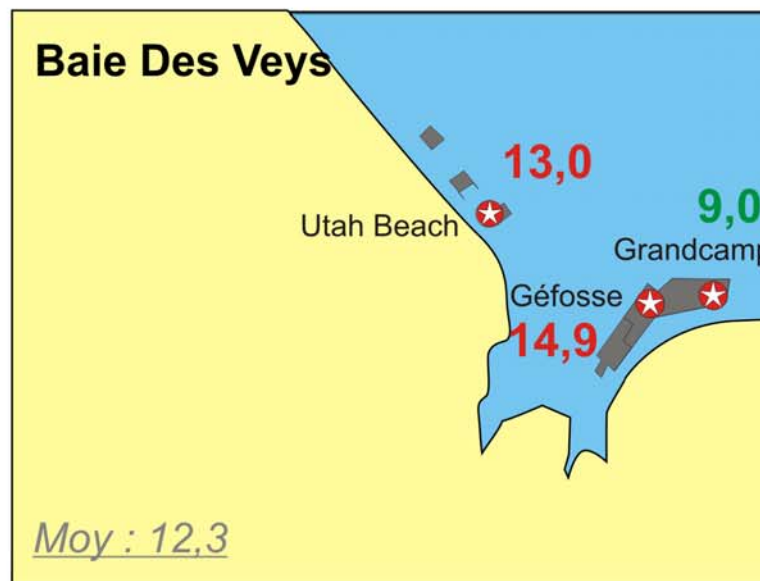 Baie Des Veys
13,0
9,0
Utah Beach
Grandcamp
Géfosse
14,9
Moy : 12,3